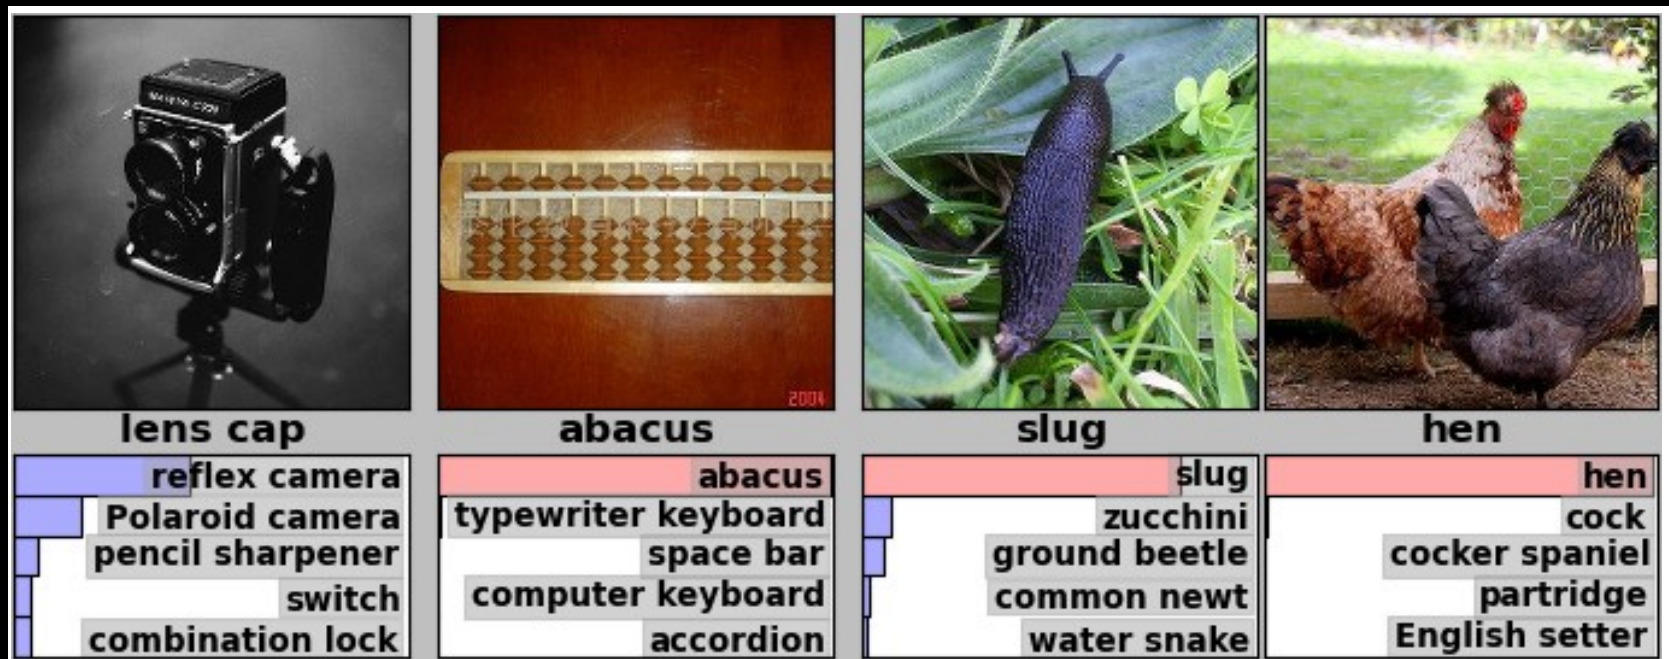 2004
lens cap
abacus
slug
hen
reflex camera
Polaroid camera
pencil sharpener
switch
combination lock
abacus
typewriter keyboard
space bar
computer keyboard
accordion
slug
zucchini
ground beetle
common newt
water snake
hen
cock
cocker spaniel
partridge
English setter